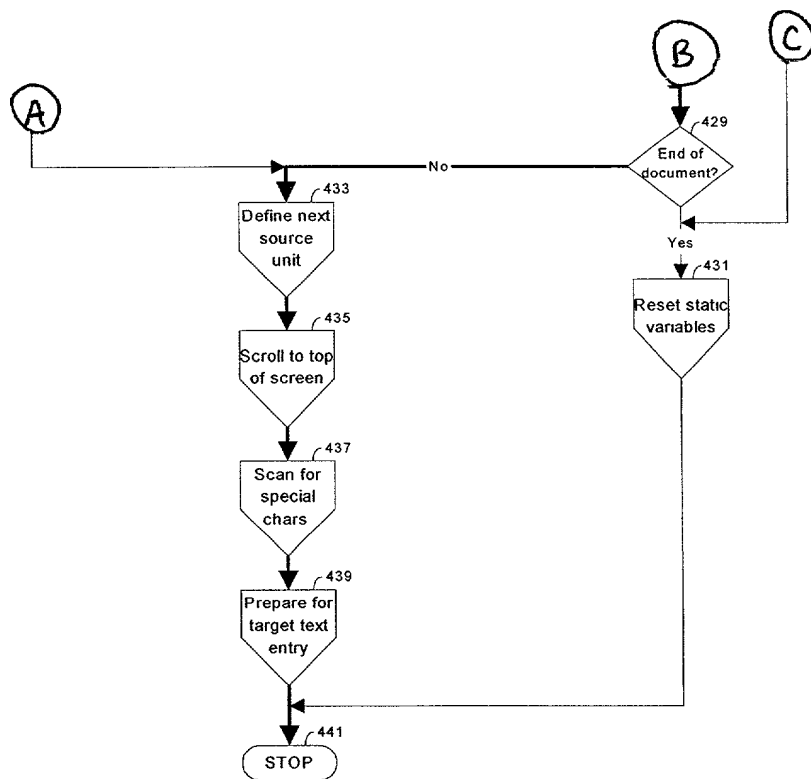 C
B
A
429
End of
document?
No
433
Define next
source
unit
Yes
431
Reset static
variables
435
Scroll to top
of screen
437
Scan for
special
chars
439
Prepare for
target text
entry
441
STOP